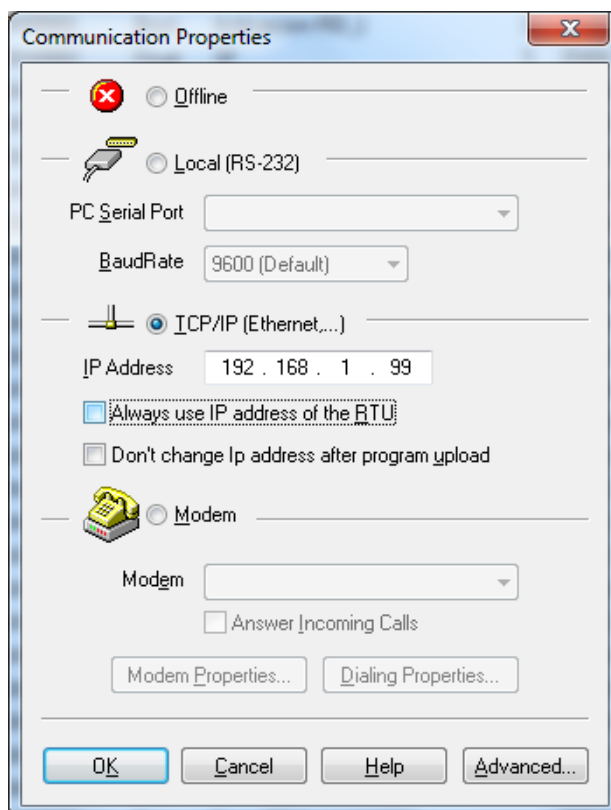 Communication Properties
Offline
Local (RS-232)
PC Serial Port
BaudRate 9600 (Default)
TCP/IP (Ethernet,...)
IP Address 192 . 168 . 1 . 99
Always use IP address of the RTU
Don't change Ip address after program upload
Modem
Modem
Answer Incoming Calls
Modem Properties... Dialing Properties...
OK Cancel Help Advanced...